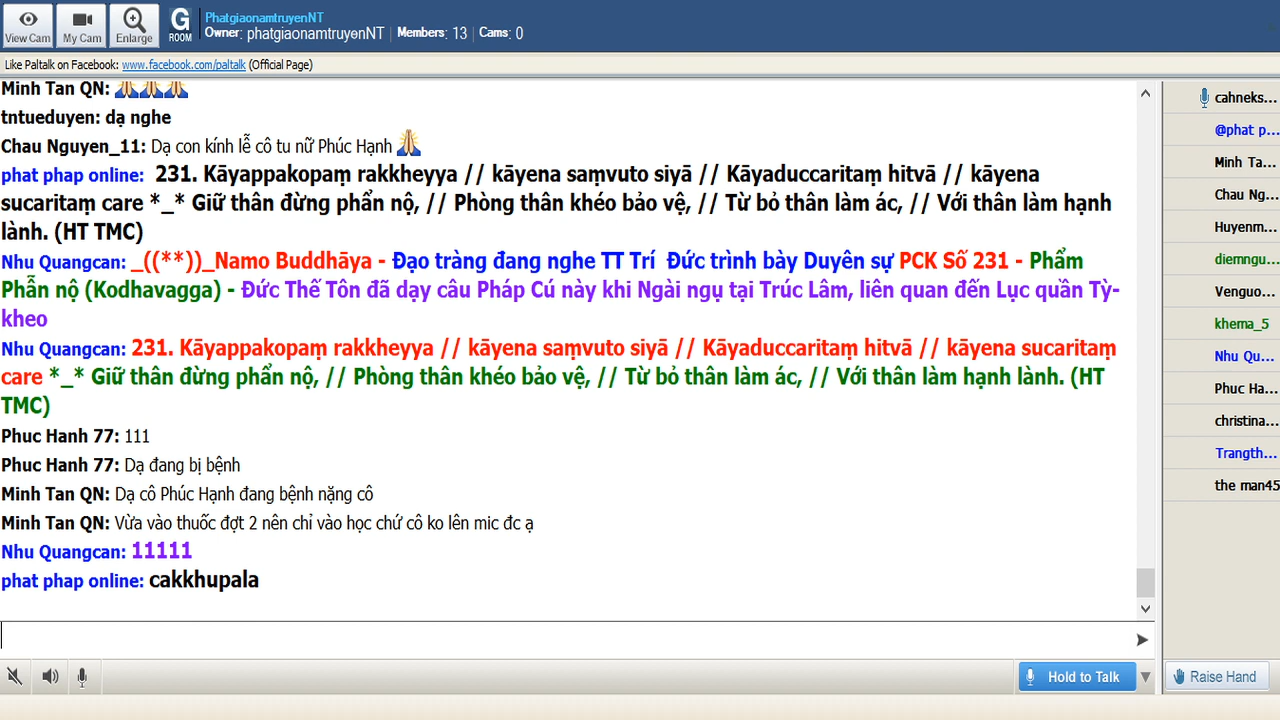 PhatgiaonamtruyenNT
View Cam
My Cam
Enlarge
G
ROOM
Owner: phatgiaonamtruyenNT | Members: 13 | Cams: 0
Like Paltalk on Facebook: www.facebook.com/paltalk (Official Page)
Minh Tan QN: 🙏🙏🙏
tntueduyen: dạ nghe
Chau Nguyen_11: Dạ con kính lễ cô tu nữ Phúc Hạnh 🙏
phat phap online: 231. Kāyappakopaṃ rakkheyya // kāyena saṃvuto siyā // Kāyaduccaritaṃ hitvā // kāyena
sucaritaṃ care *_* Giữ thân đừng phẩn nộ, // Phòng thân khéo bảo vệ, // Từ bỏ thân làm ác, // Với thân làm hạnh
lành. (HT TMC)
Nhu Quangcan: _((**))_Namo Buddhāya - Đạo tràng đang nghe TT Trí Đức trình bày Duyên sự PCK Số 231 - Phẩm
Phẫn nộ (Kodhavagga) - Đức Thế Tôn đã dạy câu Pháp Cú này khi Ngài ngụ tại Trúc Lâm, liên quan đến Lục quần Tỳ-
kheo
Nhu Quangcan: 231. Kāyappakopaṃ rakkheyya // kāyena saṃvuto siyā // Kāyaduccaritaṃ hitvā // kāyena sucaritaṃ
care *_* Giữ thân đừng phẩn nộ, // Phòng thân khéo bảo vệ, // Từ bỏ thân làm ác, // Với thân làm hạnh lành. (HT
TMC)
Phuc Hanh 77: 111
Phuc Hanh 77: Dạ đang bị bệnh
Minh Tan QN: Dạ cô Phúc Hạnh đang bệnh nặng cô
Minh Tan QN: Vừa vào thuốc đợt 2 nên chỉ vào học chứ cô ko lên mic đc ạ
Nhu Quangcan: 11111
phat phap online: cakkhupala
cahneks...
@phat p...
Minh Ta...
Chau Ng...
Huyenm...
diemngu...
Venguo...
khema_5
Nhu Qu...
Phuc Ha...
christina...
Trangth...
the man45
Hold to Talk
Raise Hand